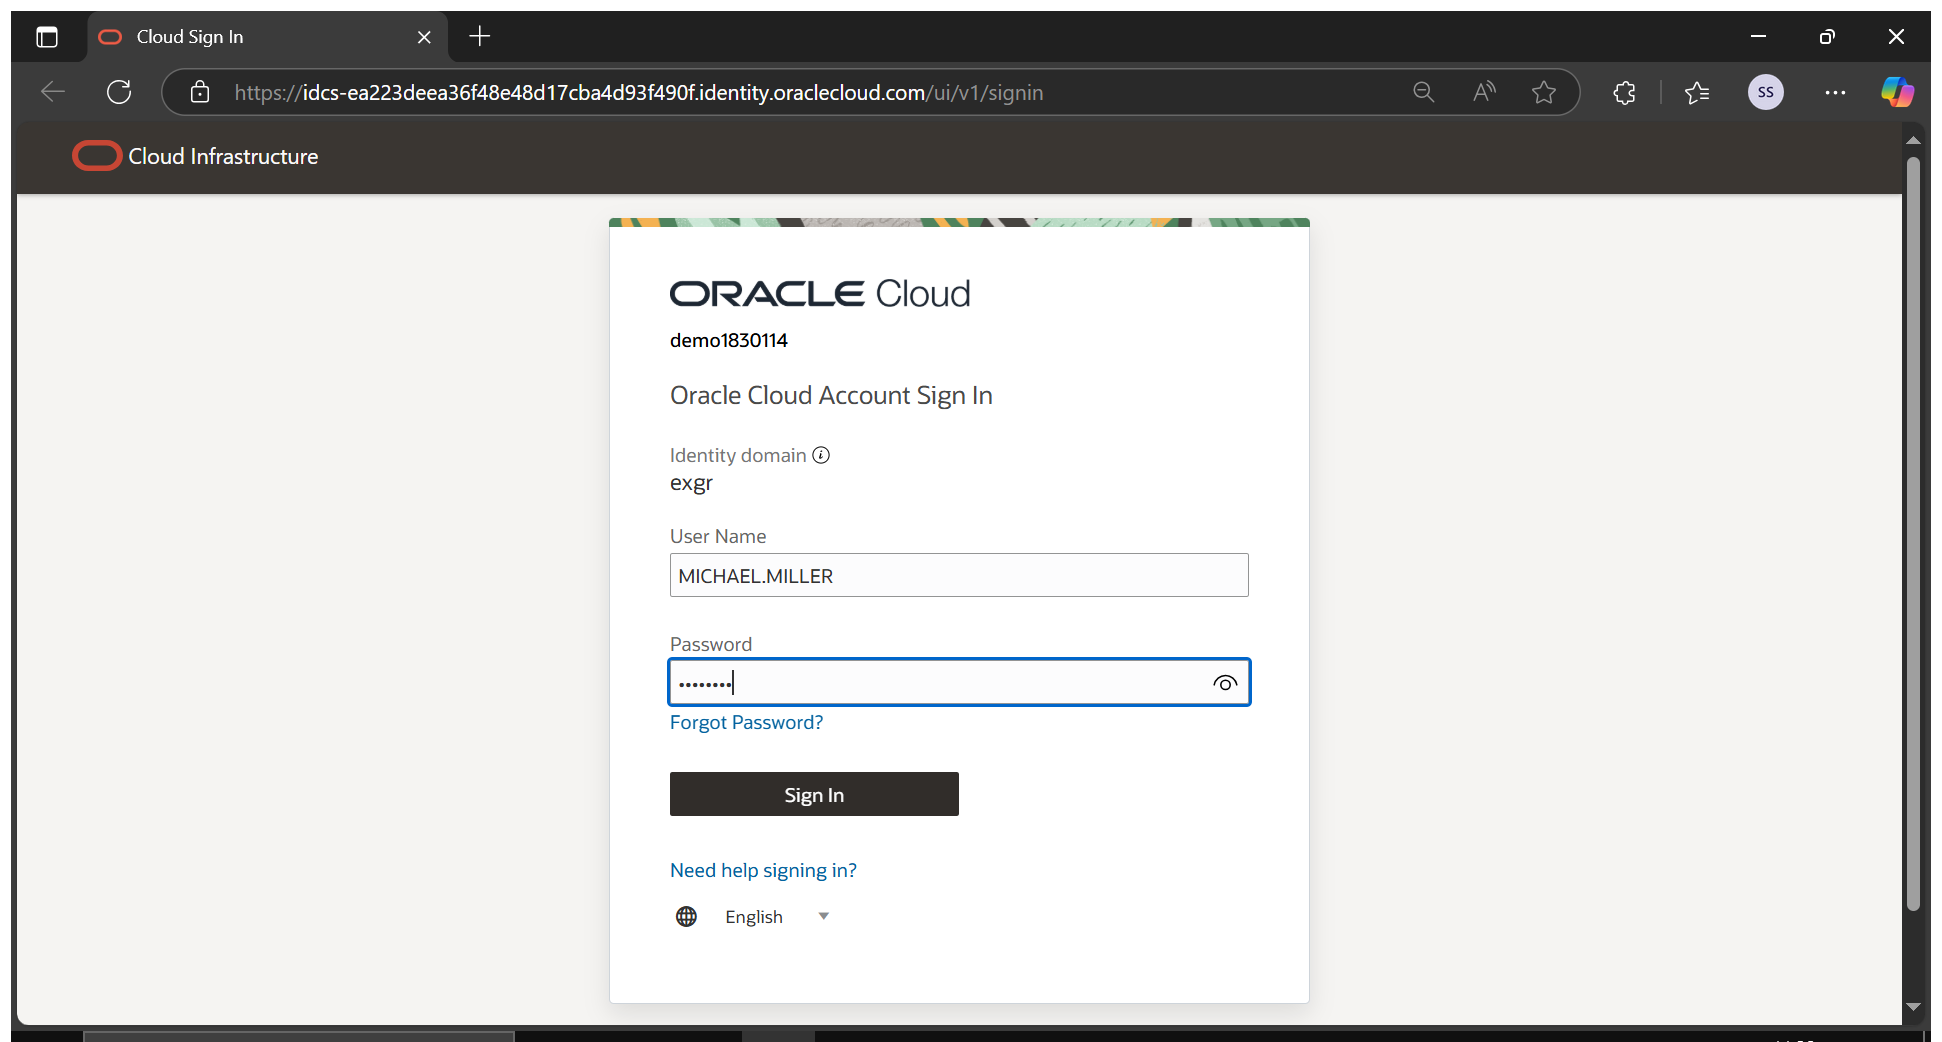 Cloud Sign In
https://idcs-ea223deea36f48e48d17cba4d93f490f.identity.oraclecloud.com/ui/v1/signin
SS
Cloud Infrastructure
ORACLE Cloud
demo1830114
Oracle Cloud Account Sign In
Identity domain
exgr
User Name
MICHAEL.MILLER
Password
Forgot Password?
Sign In
Need help signing in?
English